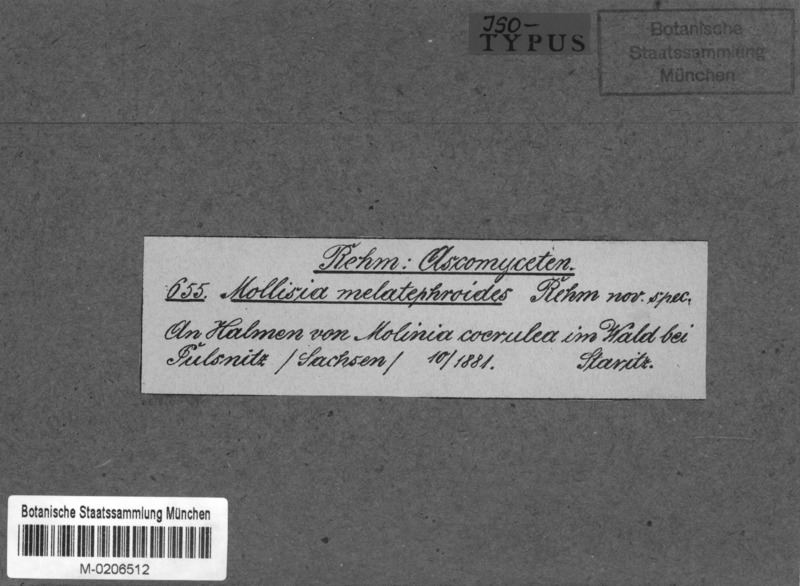 ISO-
TYPUS
Botanische
Staatssammlung
München
Rehm: Ascomyceten.
655. Mollisia melatephroides Rehm nov. spec.
An Halmen von Molinia coerulea im Wald bei
Pulsnitz /Sachsen/ 10/1881. Staritz.
Botanische Staatssammlung München
M-0206512